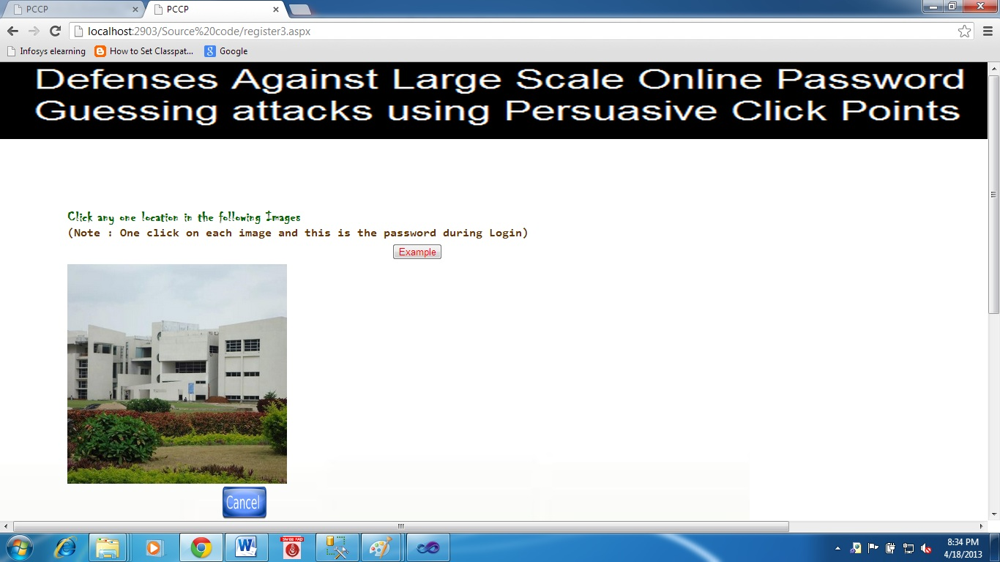 PCCP
PCCP
localhost:2903/Source%20code/register3.aspx
Infosys elearning
How to Set Classpat...
Google
Defenses Against Large Scale Online Password
Guessing attacks using Persuasive Click Points
Click any one location in the following Images
(Note : One click on each image and this is the password during Login)
Example
Cancel
8:34 PM
4/18/2013